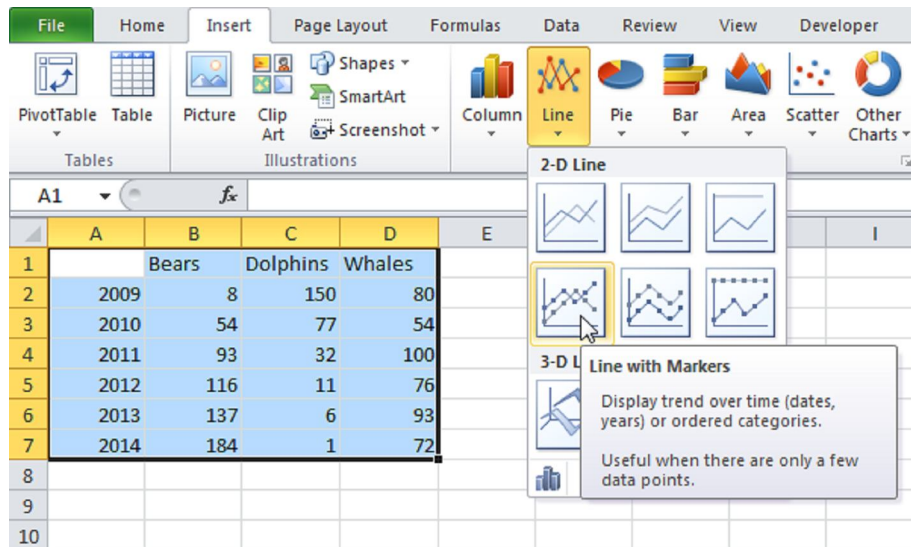 File Home Insert Page Layout Formulas Data Review View Developer
PivotTable Table Picture Clip Art Shapes SmartArt Screenshot Column Line Pie Bar Area Scatter Other Charts
Tables Illustrations
2-D Line
A1 fx
A B C D E I
1 Bears Dolphins Whales
2 2009 8 150 80
3 2010 54 77 54
4 2011 93 32 100
5 2012 116 11 76
6 2013 137 6 93
7 2014 184 1 72
8
9
10
3-D L
Line with Markers
Display trend over time (dates,
years) or ordered categories.
Useful when there are only a few
data points.